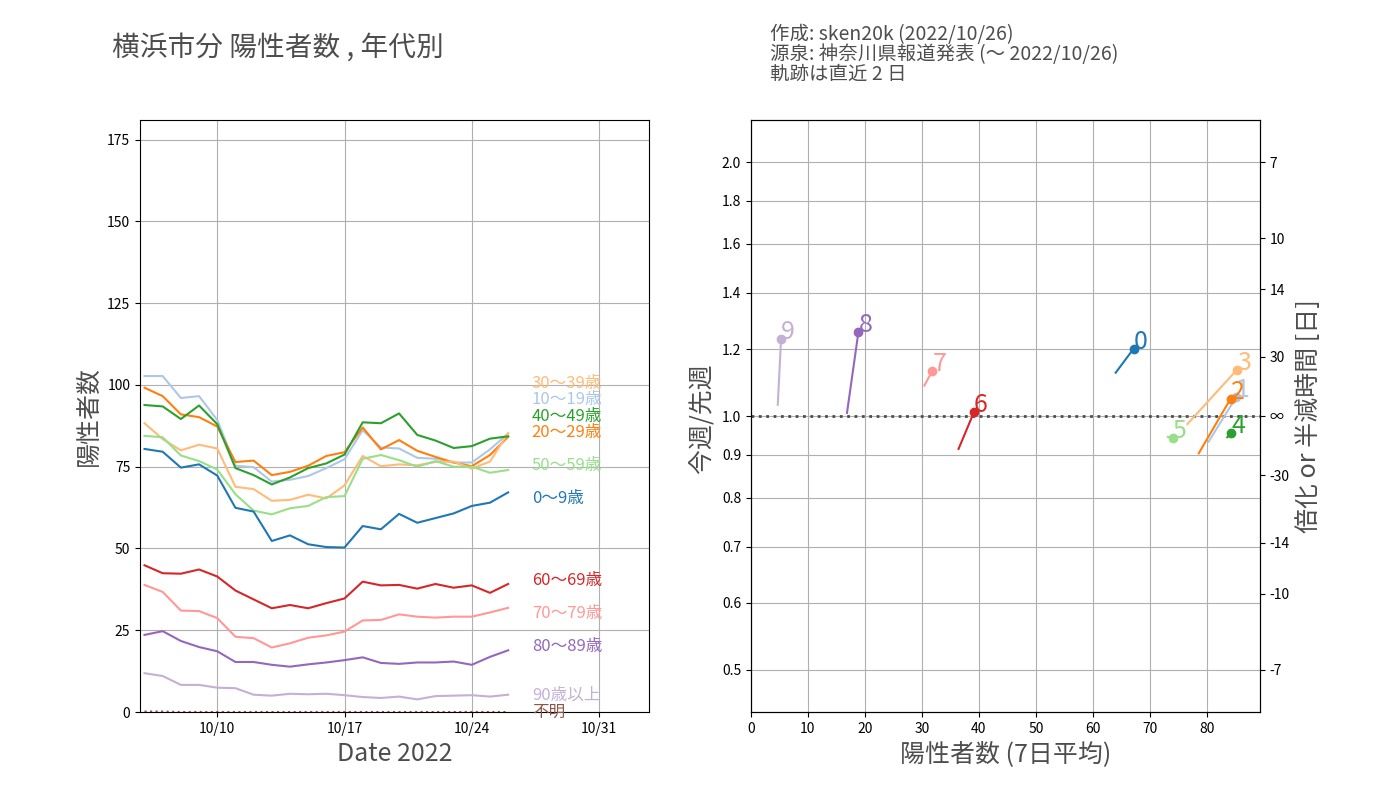 横浜市分 陽性者数 , 年代別
作成: sken20k (2022/10/26)
源泉: 神奈川県報道発表 (〜 2022/10/26)
軌跡は直近 2 日
陽性者数
175
150
125
100
75
50
25
0
10/10
10/17
10/24
10/31
Date 2022
30〜39歳
10〜19歳
40〜49歳
20〜29歳
50〜59歳
0〜9歳
60〜69歳
70〜79歳
80〜89歳
90歳以上
不明
今週/先週
2.0
1.8
1.6
1.4
1.2
1.0
0.9
0.8
0.7
0.6
0.5
0
10
20
30
40
50
60
70
80
陽性者数 (7日平均)
9
8
7
6
0
3
1
2
4
5
7
10
14
30
∞
-30
-14
-10
-7
倍化 or 半減時間 [日]